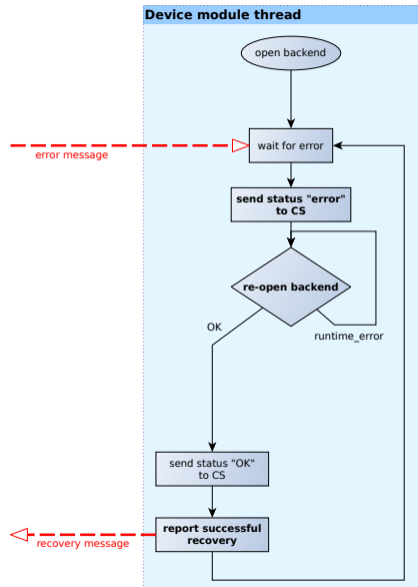 Device module thread
open backend
wait for error
error message
send status "error"
to CS
re-open backend
OK
runtime_error
send status "OK"
to CS
report successful
recovery
recovery message